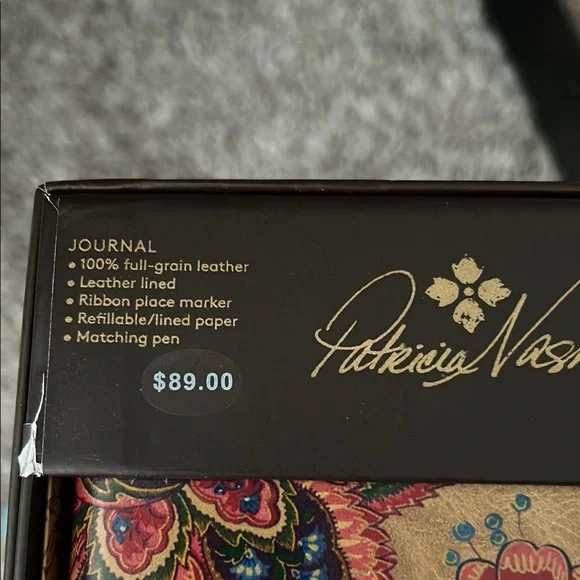 JOURNAL
• 100% full-grain leather
• Leather lined
• Ribbon place marker
• Refillable/lined paper
• Matching pen
$89.00
Patricia Nash